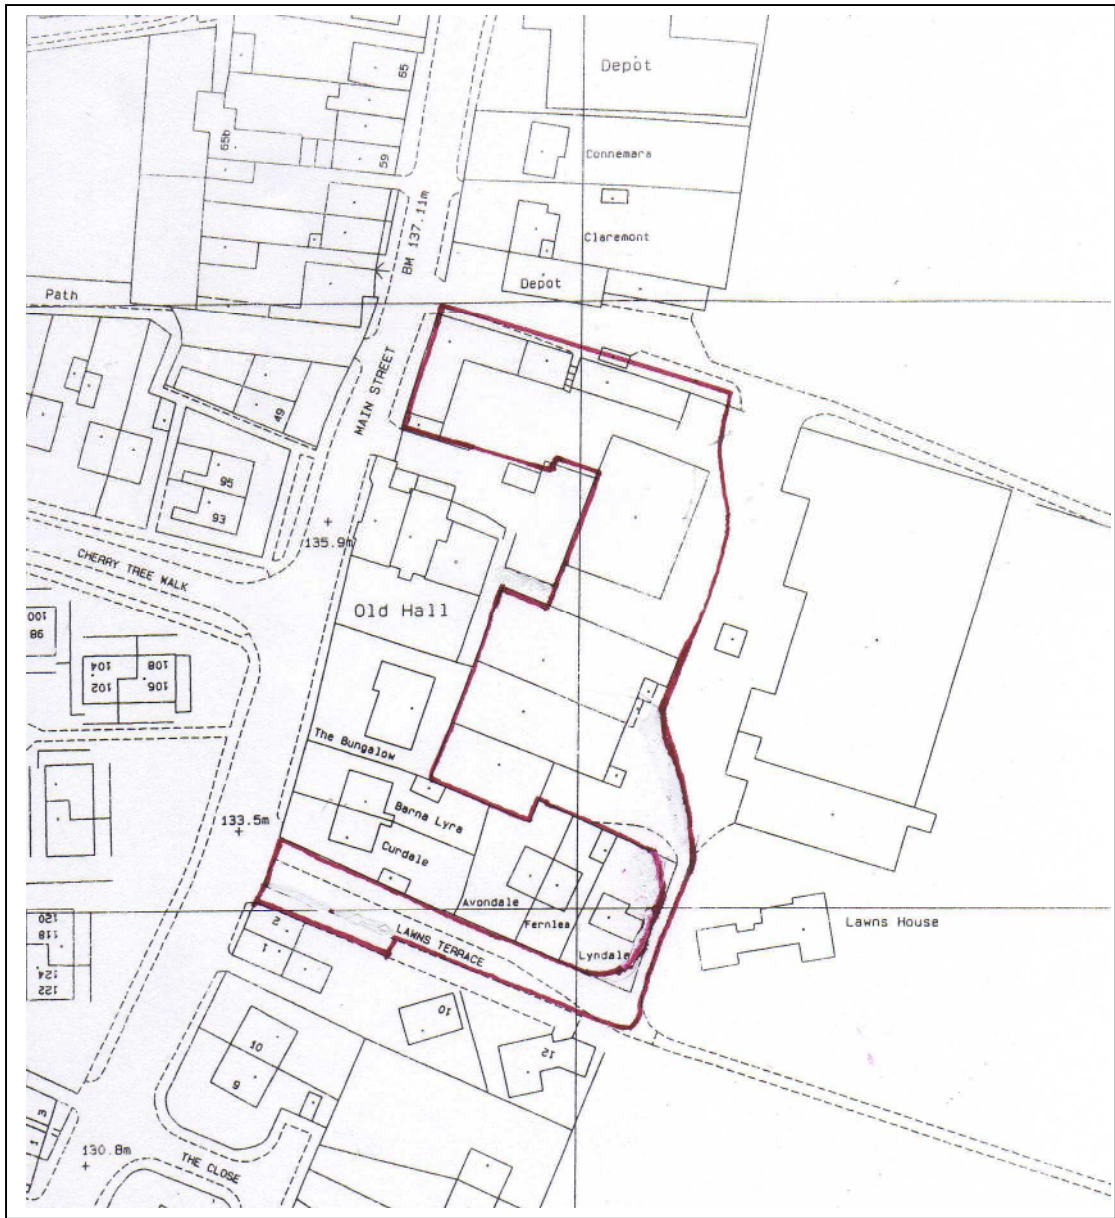 Depot
65
Connemara
65b
59
BM 137.11m
Claremont
Depot
Path
MAIN STREET
49
95
93
135.9m
CHERRY TREE WALK
Old Hall
98
100
104
108
102
106
The Bungalow
Barna Lyra
133.5m
Curdale
Avondale
Fernlea
Lawns House
120
118
2
1
LAWNS TERRACE
Lyndale
124
122
10
12
10
9
3
1
130.8m
THE CLOSE